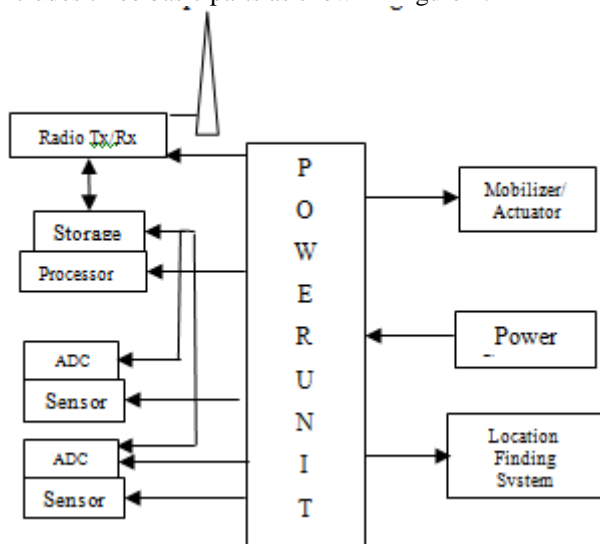 Radio Tx/Rx
Storage
Processor
ADC
Sensor
ADC
Sensor
P
O
W
E
R
U
N
I
T
Mobilizer/
Actuator
Power
Location
Finding
System